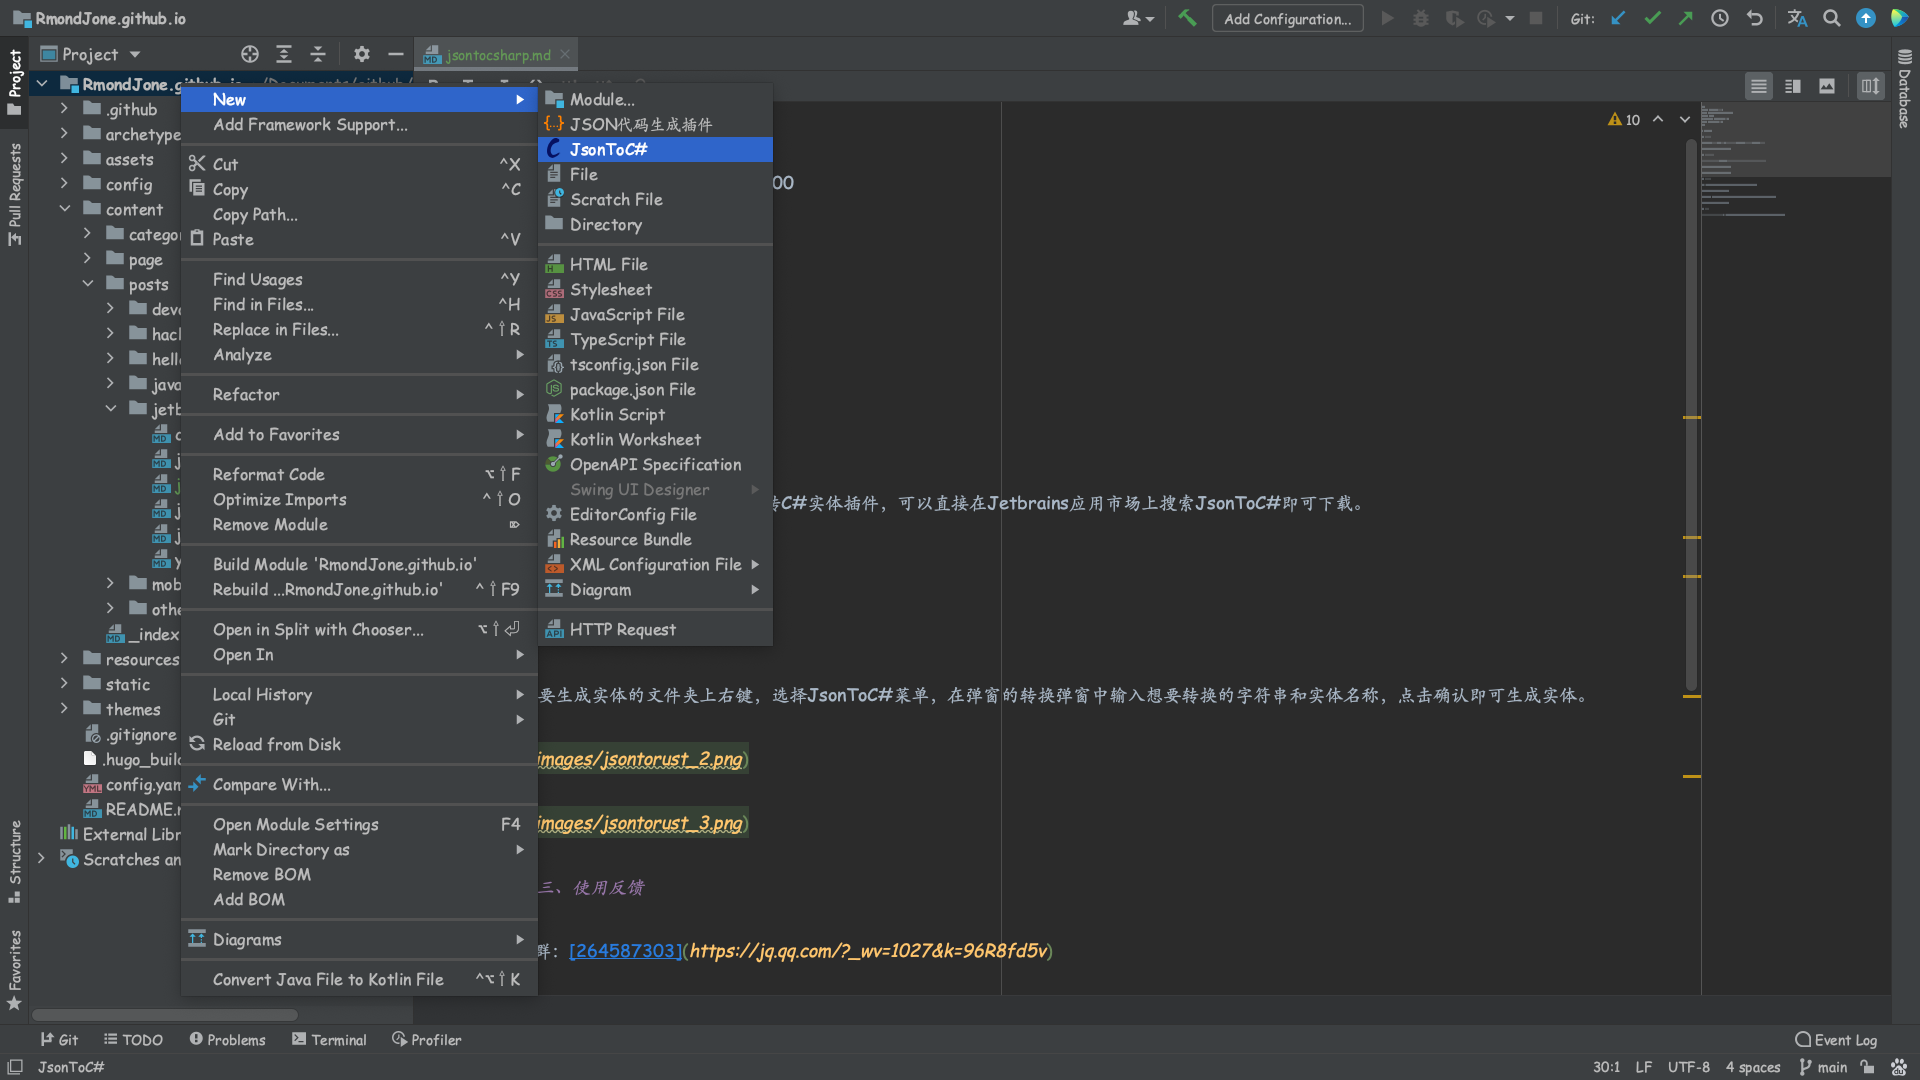 RmondJone.github.io
Add Configuration...
Git:
Project
jsontocsharp.md
Project
Pull Requests
Structure
Favorites
Database
RmondJone.g
.github
archetype
assets
config
content
categor
page
posts
hack
java
resources
static
themes
.gitignore
config.yam
External Libr
Scratches an
_index
New
Add Framework Support...
Cut ^X
Copy ^C
Copy Path...
Paste ^V
Find Usages ^Y
Find in Files... ^H
Replace in Files... ^⇧R
Analyze
Refactor
Add to Favorites
Reformat Code ⌥⇧F
Optimize Imports ^⇧O
Remove Module ⌦
Build Module 'RmondJone.github.io'
Rebuild ...RmondJone.github.io' ^⇧F9
Open in Split with Chooser... ⌥⇧⏎
Open In
Local History
Git
Reload from Disk
Compare With...
Open Module Settings F4
Mark Directory as
Remove BOM
Add BOM
Diagrams
Convert Java File to Kotlin File ^⌥⇧K
Module...
JSON代码生成插件
JsonToC#
File
Scratch File
Directory
HTML File
Stylesheet
JavaScript File
TypeScript File
tsconfig.json File
package.json File
Kotlin Script
Kotlin Worksheet
OpenAPI Specification
Swing UI Designer
EditorConfig File
Resource Bundle
XML Configuration File
Diagram
HTTP Request
10
00
转C#实体插件，可以直接在Jetbrains应用市场上搜索JsonToC#即可下载。
要生成实体的文件夹上右键，选择JsonToC#菜单，在弹窗的转换弹窗中输入想要转换的字符串和实体名称，点击确认即可生成实体。
images/jsontorust_2.png)
images/jsontorust_3.png)
三、使用反馈
群：[264587303](https://jq.qq.com/?_wv=1027&k=96R8fd5v)
Git
TODO
Problems
Terminal
Profiler
Event Log
JsonToC#
30:1 LF UTF-8 4 spaces main